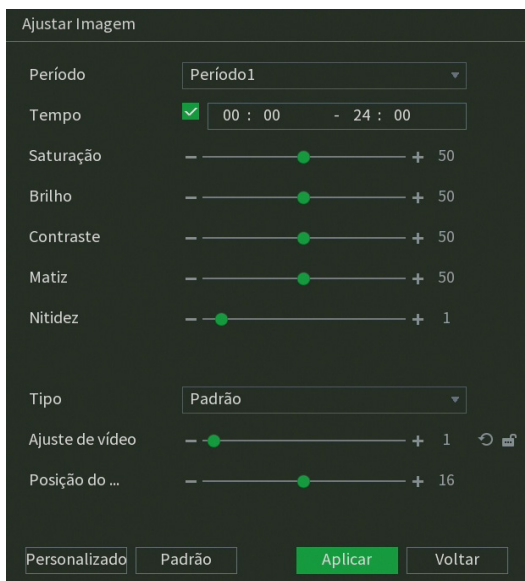 Ajustar Imagem
Período Período1
Tempo 00 : 00 - 24 : 00
Saturação 50
Brilho 50
Contraste 50
Matiz 50
Nitidez 1
Tipo Padrão
Ajuste de vídeo 1
Posição do ... 16
Personalizado Padrão Aplicar Voltar